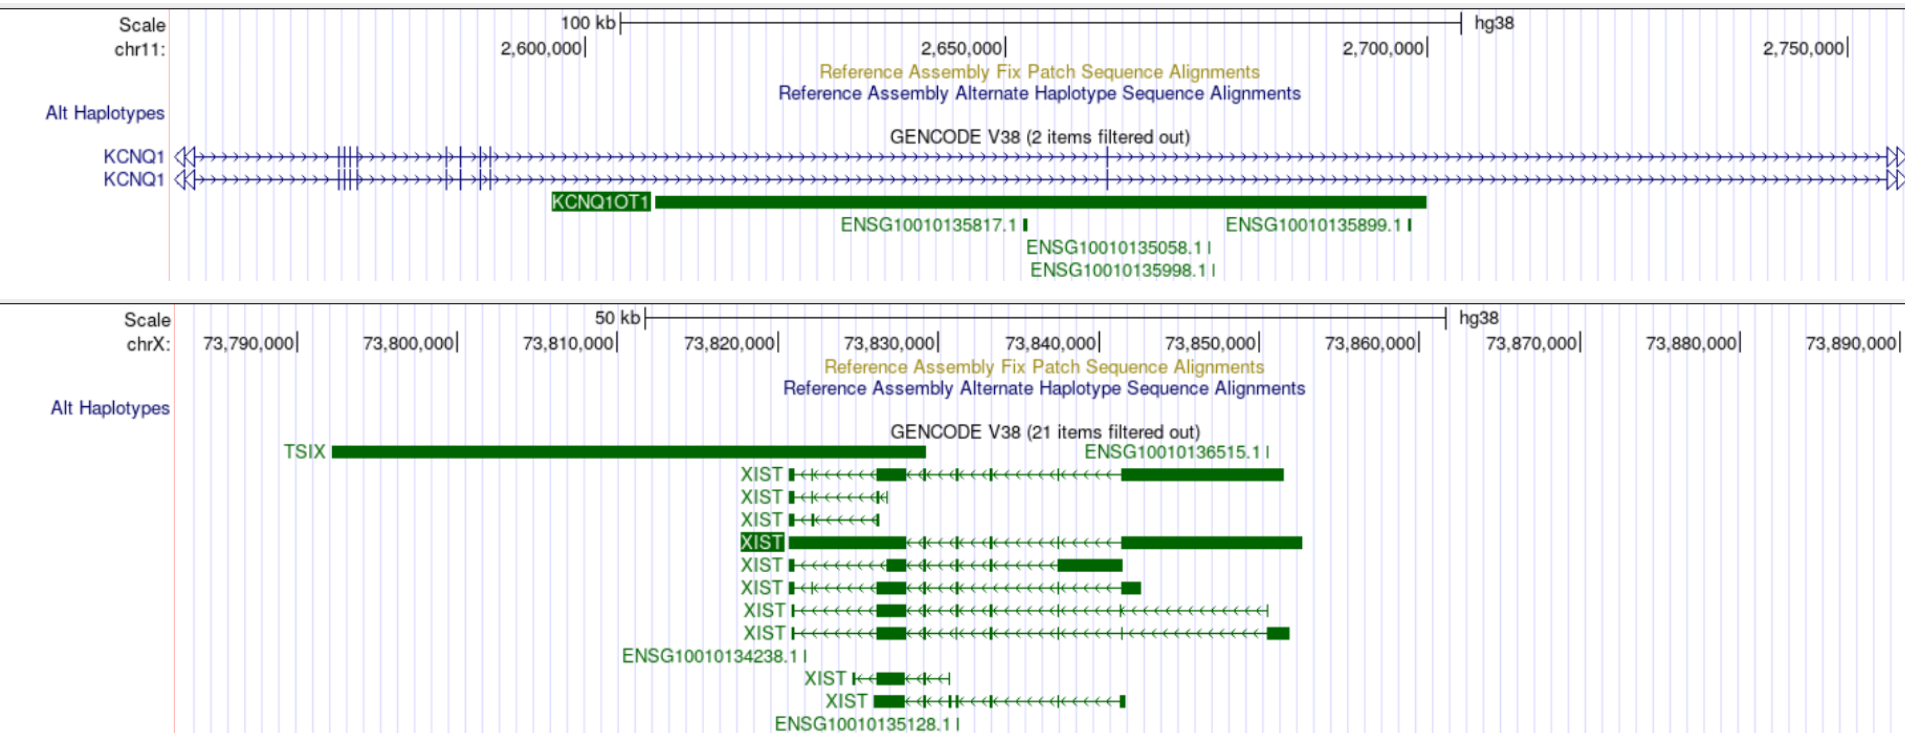 Scale 100 kb hg38
chr11: 2,600,000 2,650,000 2,700,000 2,750,000
Reference Assembly Fix Patch Sequence Alignments
Reference Assembly Alternate Haplotype Sequence Alignments
Alt Haplotypes
GENCODE V38 (2 items filtered out)
KCNQ1
KCNQ1
KCNQ1OT1
ENSG10010135817.1 ENSG10010135899.1
ENSG10010135058.1
ENSG10010135998.1
Scale 50 kb hg38
chrX: 73,790,000 73,800,000 73,810,000 73,820,000 73,830,000 73,840,000 73,850,000 73,860,000 73,870,000 73,880,000 73,890,000
Reference Assembly Fix Patch Sequence Alignments
Reference Assembly Alternate Haplotype Sequence Alignments
Alt Haplotypes
GENCODE V38 (21 items filtered out)
TSIX ENSG10010136515.1
XIST
XIST
XIST
XIST
XIST
XIST
XIST
XIST
ENSG10010134238.1
XIST
XIST
ENSG10010135128.1